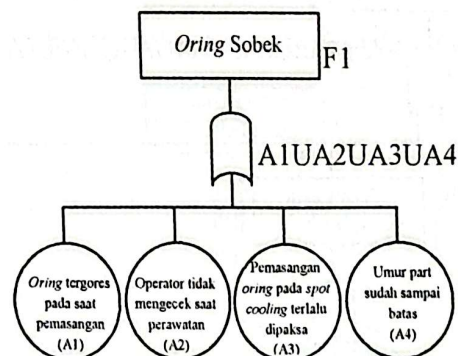 Oring Sobek
F1
A1UA2UA3UA4
Oring tergores
pada saat
pemasangan
(A1)
Operator tidak
mengecek saat
perawatan
(A2)
Pemasangan
oring pada spot
cooling terlalu
dipaksa
(A3)
Umur part
sudah sampai
batas
(A4)